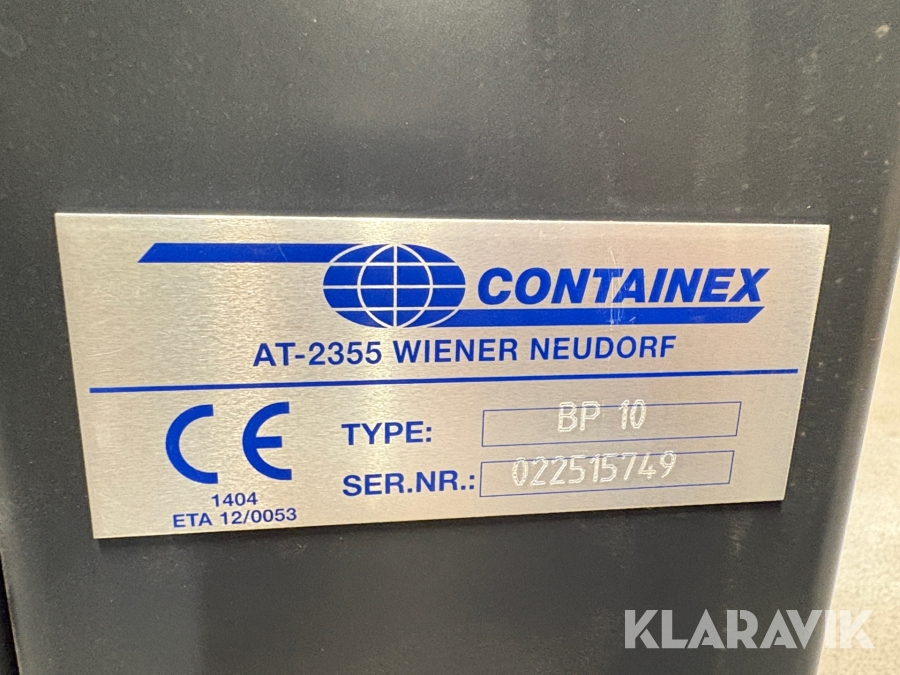 CONTAINEX
AT-2355 WIENER NEUDORF
CE
1404
ETA 12/0053
TYPE: BP 10
SER.NR.: 022515749
KLARAVIK